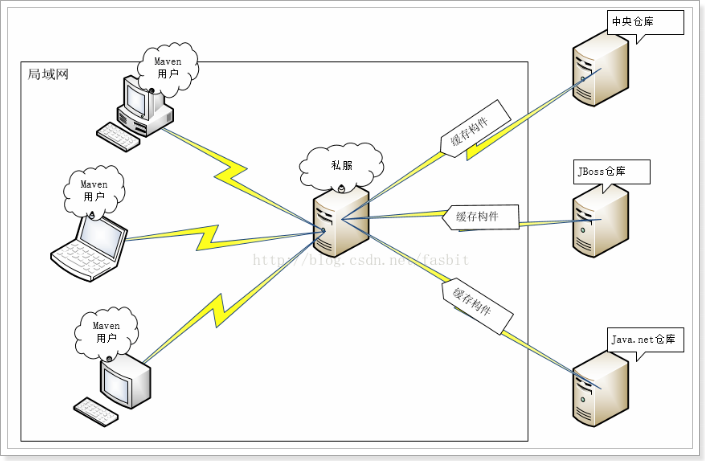 中央仓库
局域网
Maven
用户
缓存构件
私服
Maven
用户
JBoss仓库
缓存构件
http://blog.csdn.net/fasbit
缓存构件
Maven
用户
Java.net仓库